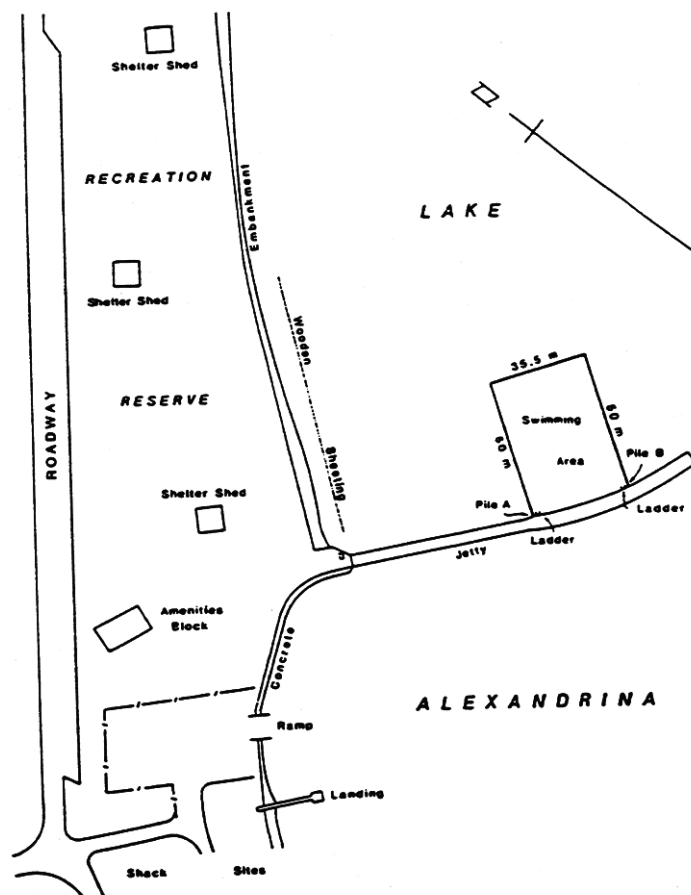 Shelter Shed
RECREATION
Embankment
LAKE
Shelter Shed
Wooden
35.5 m
ROADWAY
RESERVE
Swimming
60 m
60 m
Area
Sheeting
Pile B
Shelter Shed
Pile A
Ladder
Ladder
Jetty
Amenities
Block
Concrete
ALEXANDRINA
Ramp
Landing
Shack Sites